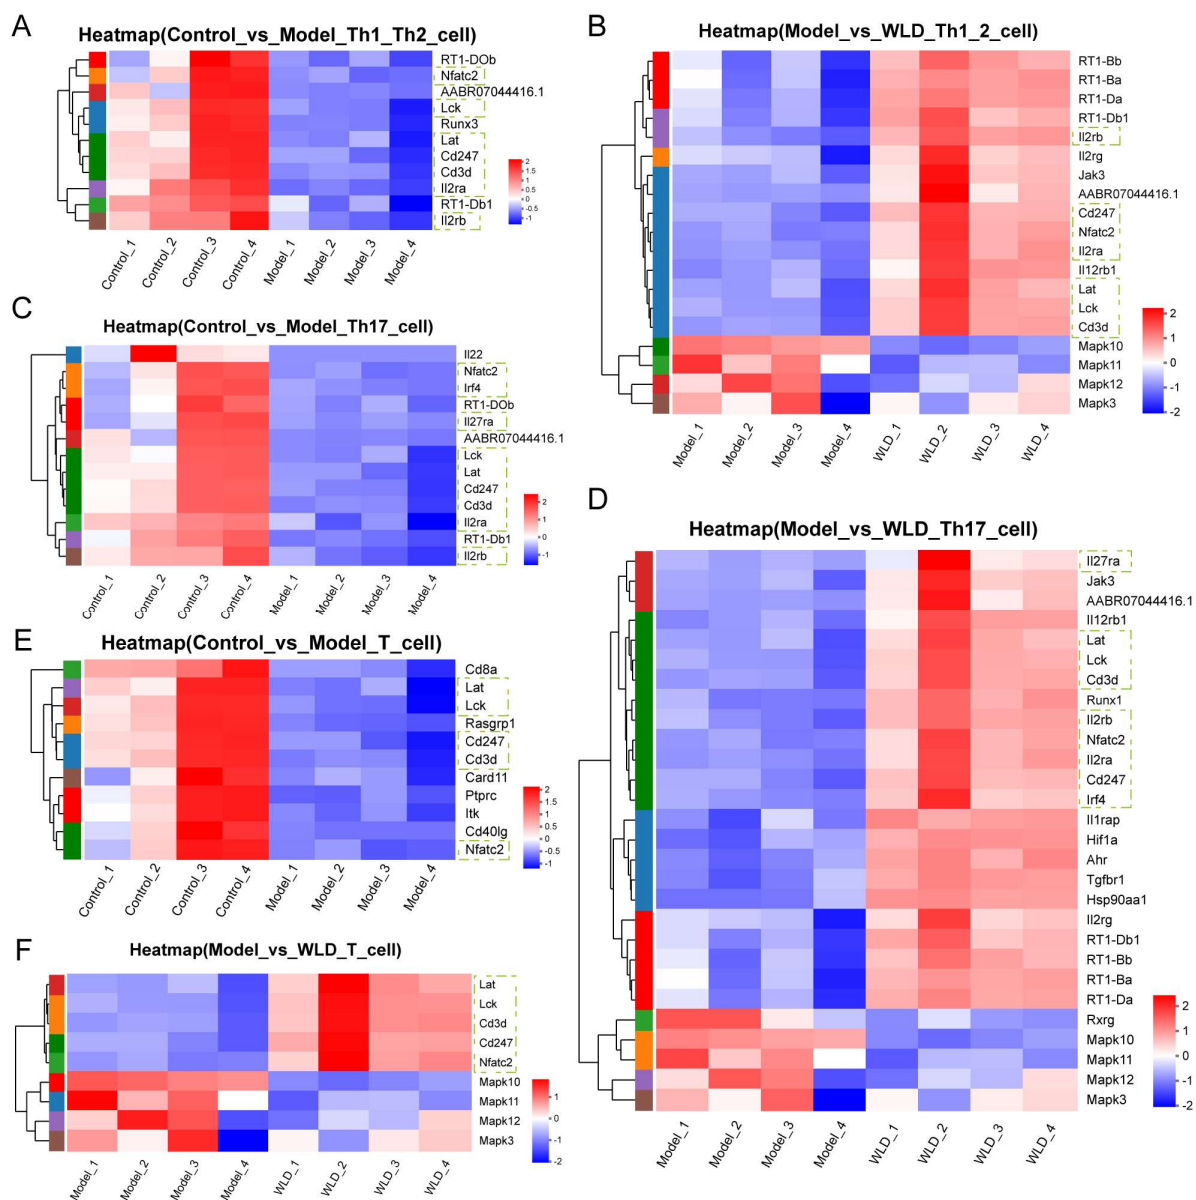 A
Heatmap(Control_vs_Model_Th1_Th2_cell)
RT1-DOb
Nfatc2
AABR07044416.1
Lck
Runx3
Lat
Cd247
Cd3d
Il2ra
RT1-Db1
Il2rb
2
1.5
1
0.5
0
-0.5
-1
Control_1
Control_2
Control_3
Control_4
Model_1
Model_2
Model_3
Model_4
B
Heatmap(Model_vs_WLD_Th1_2_cell)
RT1-Bb
RT1-Ba
RT1-Da
RT1-Db1
Il2rb
Il2rg
Jak3
AABR07044416.1
Cd247
Nfatc2
Il2ra
Il12rb1
Lat
Lck
Cd3d
Mapk10
Mapk11
Mapk12
Mapk3
2
1
0
-1
-2
Model_1
Model_2
Model_3
Model_4
WLD_1
WLD_2
WLD_3
WLD_4
C
Heatmap(Control_vs_Model_Th17_cell)
Il22
Nfatc2
Irf4
RT1-DOb
Il27ra
AABR07044416.1
Lck
Lat
Cd247
Cd3d
Il2ra
RT1-Db1
Il2rb
2
1
0
-1
Control_1
Control_2
Control_3
Control_4
Model_1
Model_2
Model_3
Model_4
D
Heatmap(Model_vs_WLD_Th17_cell)
Il27ra
Jak3
AABR07044416.1
Il12rb1
Lat
Lck
Cd3d
Runx1
Il2rb
Nfatc2
Il2ra
Cd247
Irf4
Il1rap
Hif1a
Ahr
Tgfbr1
Hsp90aa1
Il2rg
RT1-Db1
RT1-Bb
RT1-Ba
RT1-Da
Rxrg
Mapk10
Mapk11
Mapk12
Mapk3
2
1
0
-1
-2
Model_1
Model_2
Model_3
Model_4
WLD_1
WLD_2
WLD_3
WLD_4
E
Heatmap(Control_vs_Model_T_cell)
Cd8a
Lat
Lck
Rasgrp1
Cd247
Cd3d
Card11
Ptprc
Itk
Cd40lg
Nfatc2
2
1.5
1
0.5
0
-0.5
-1
Control_1
Control_2
Control_3
Control_4
Model_1
Model_2
Model_3
Model_4
F
Heatmap(Model_vs_WLD_T_cell)
Lat
Lck
Cd3d
Cd247
Nfatc2
Mapk10
Mapk11
Mapk12
Mapk3
1
0
-1
-2
Model_1
Model_2
Model_3
Model_4
WLD_1
WLD_2
WLD_3
WLD_4